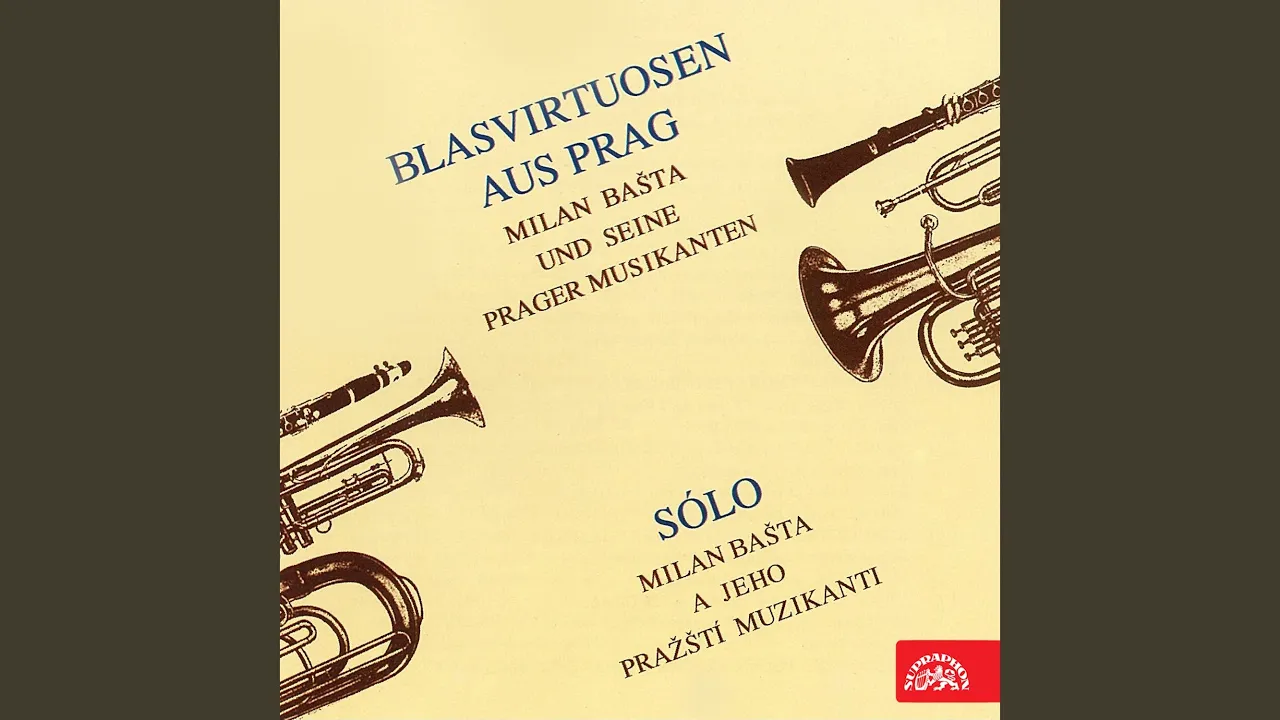 BLASVIRTUOSEN
AUS PRAG
MILAN BAŠTA
UND SEINE
PRAGER MUSIKANTEN
SÓLO
MILAN BAŠTA
A JEHO
PRAŽŠTÍ MUZIKANTI
SUPRAPHON